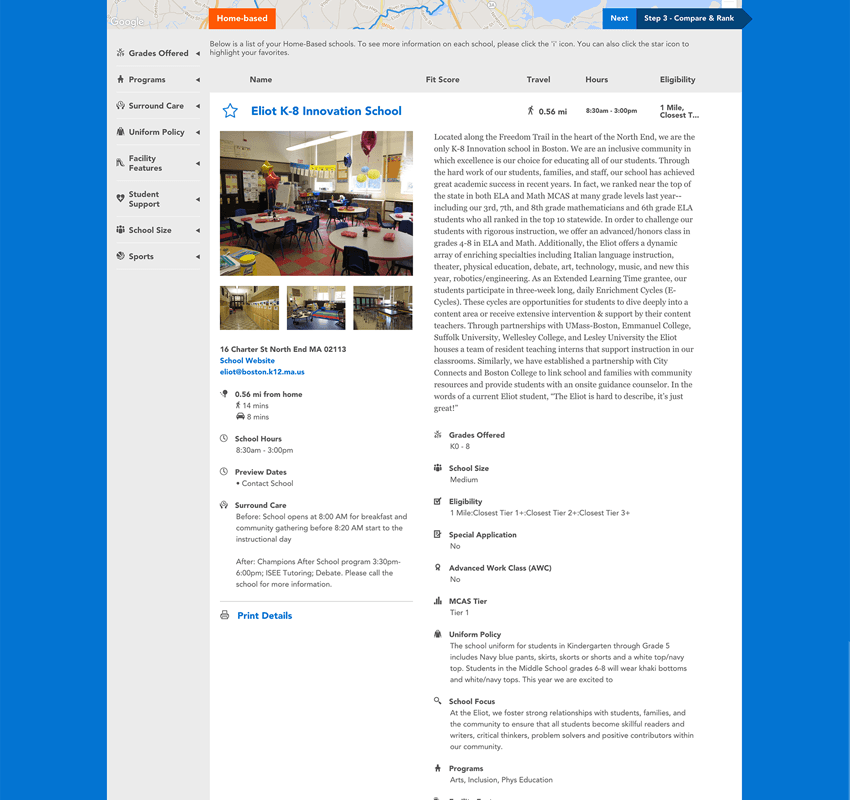 Google
Home-based
Next
Step 3 - Compare & Rank
Below is a list of your Home-Based schools. To see more information on each school, please click the 'i' icon. You can also click the star icon to
highlight your favorites.
Grades Offered
Programs
Surround Care
Uniform Policy
Facility
Features
Student
Support
School Size
Sports
Name
Fit Score
Travel
Hours
Eligibility
Eliot K-8 Innovation School
0.56 mi
8:30am - 3:00pm
1 Mile,
Closest T...
16 Charter St North End MA 02113
School Website
eliot@boston.k12.ma.us
0.56 mi from home
14 mins
8 mins
School Hours
8:30am - 3:00pm
Preview Dates
• Contact School
Surround Care
Before: School opens at 8:00 AM for breakfast and
community gathering before 8:20 AM start to the
instructional day
After: Champions After School program 3:30pm-
6:00pm; ISEE Tutoring; Debate. Please call the
school for more information.
Print Details
Located along the Freedom Trail in the heart of the North End, we are the
only K-8 Innovation school in Boston. We are an inclusive community in
which excellence is our choice for educating all of our students. Through
the hard work of our students, families, and staff, our school has achieved
great academic success in recent years. In fact, we ranked near the top of
the state in both ELA and Math MCAS at many grade levels last year--
including our 3rd, 7th, and 8th grade mathematicians and 6th grade ELA
students who all ranked in the top 10 statewide. In order to challenge our
students with rigorous instruction, we offer an advanced/honors class in
grades 4-8 in ELA and Math. Additionally, the Eliot offers a dynamic
array of enriching specialties including Italian language instruction,
theater, physical education, debate, art, technology, music, and new this
year, robotics/engineering. As an Extended Learning Time grantee, our
students participate in three-week long, daily Enrichment Cycles (E-
Cycles). These cycles are opportunities for students to dive deeply into a
content area or receive extensive intervention & support by their content
teachers. Through partnerships with UMass-Boston, Emmanuel College,
Suffolk University, Wellesley College, and Lesley University the Eliot
houses a team of resident teaching interns that support instruction in our
classrooms. Similarly, we have established a partnership with City
Connects and Boston College to link school and families with community
resources and provide students with an onsite guidance counselor. In the
words of a current Eliot student, “The Eliot is hard to describe, it's just
great!”
Grades Offered
K0 - 8
School Size
Medium
Eligibility
1 Mile:Closest Tier 1+:Closest Tier 2+:Closest Tier 3+
Special Application
No
Advanced Work Class (AWC)
No
MCAS Tier
Tier 1
Uniform Policy
The school uniform for students in Kindergarten through Grade 5
includes Navy blue pants, skirts, skorts or shorts and a white top/navy
top. Students in the Middle School grades 6-8 will wear khaki bottoms
and white/navy tops. This year we are excited to
School Focus
At the Eliot, we foster strong relationships with students, families, and
the community to ensure that all students become skillful readers and
writers, critical thinkers, problem solvers and positive contributors within
our community.
Programs
Arts, Inclusion, Phys Education